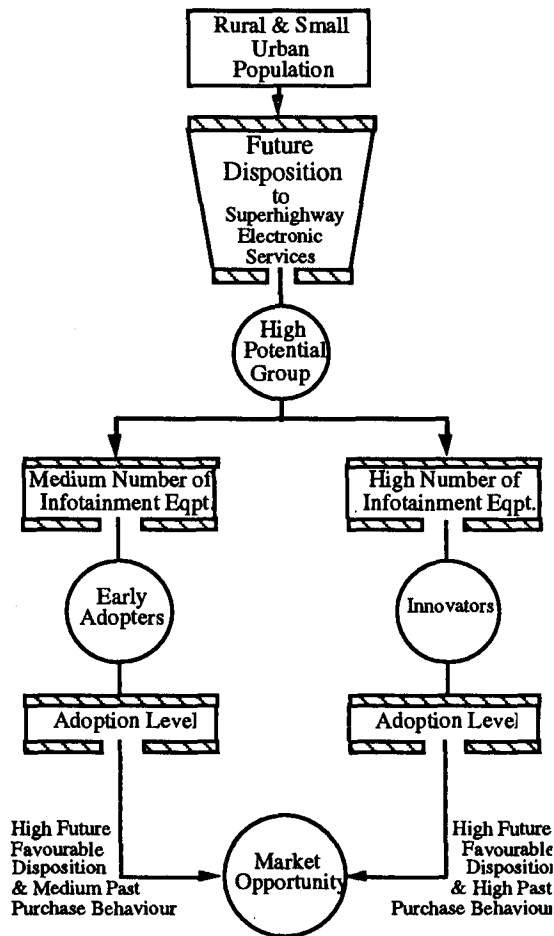 Rural & Small
Urban
Population
Future
Disposition
to
Superhighway
Electronic
Services
High
Potential
Group
Medium Number of
Infotainment Eqpt.
High Number of
Infotainment Eqpt.
Early
Adopters
Innovators
Adoption Level
Adoption Level
High Future
Favourable
Disposition
& Medium Past
Purchase Behaviour
Market
Opportunity
High Future
Favourable
Disposition
& High Past
Purchase Behaviour